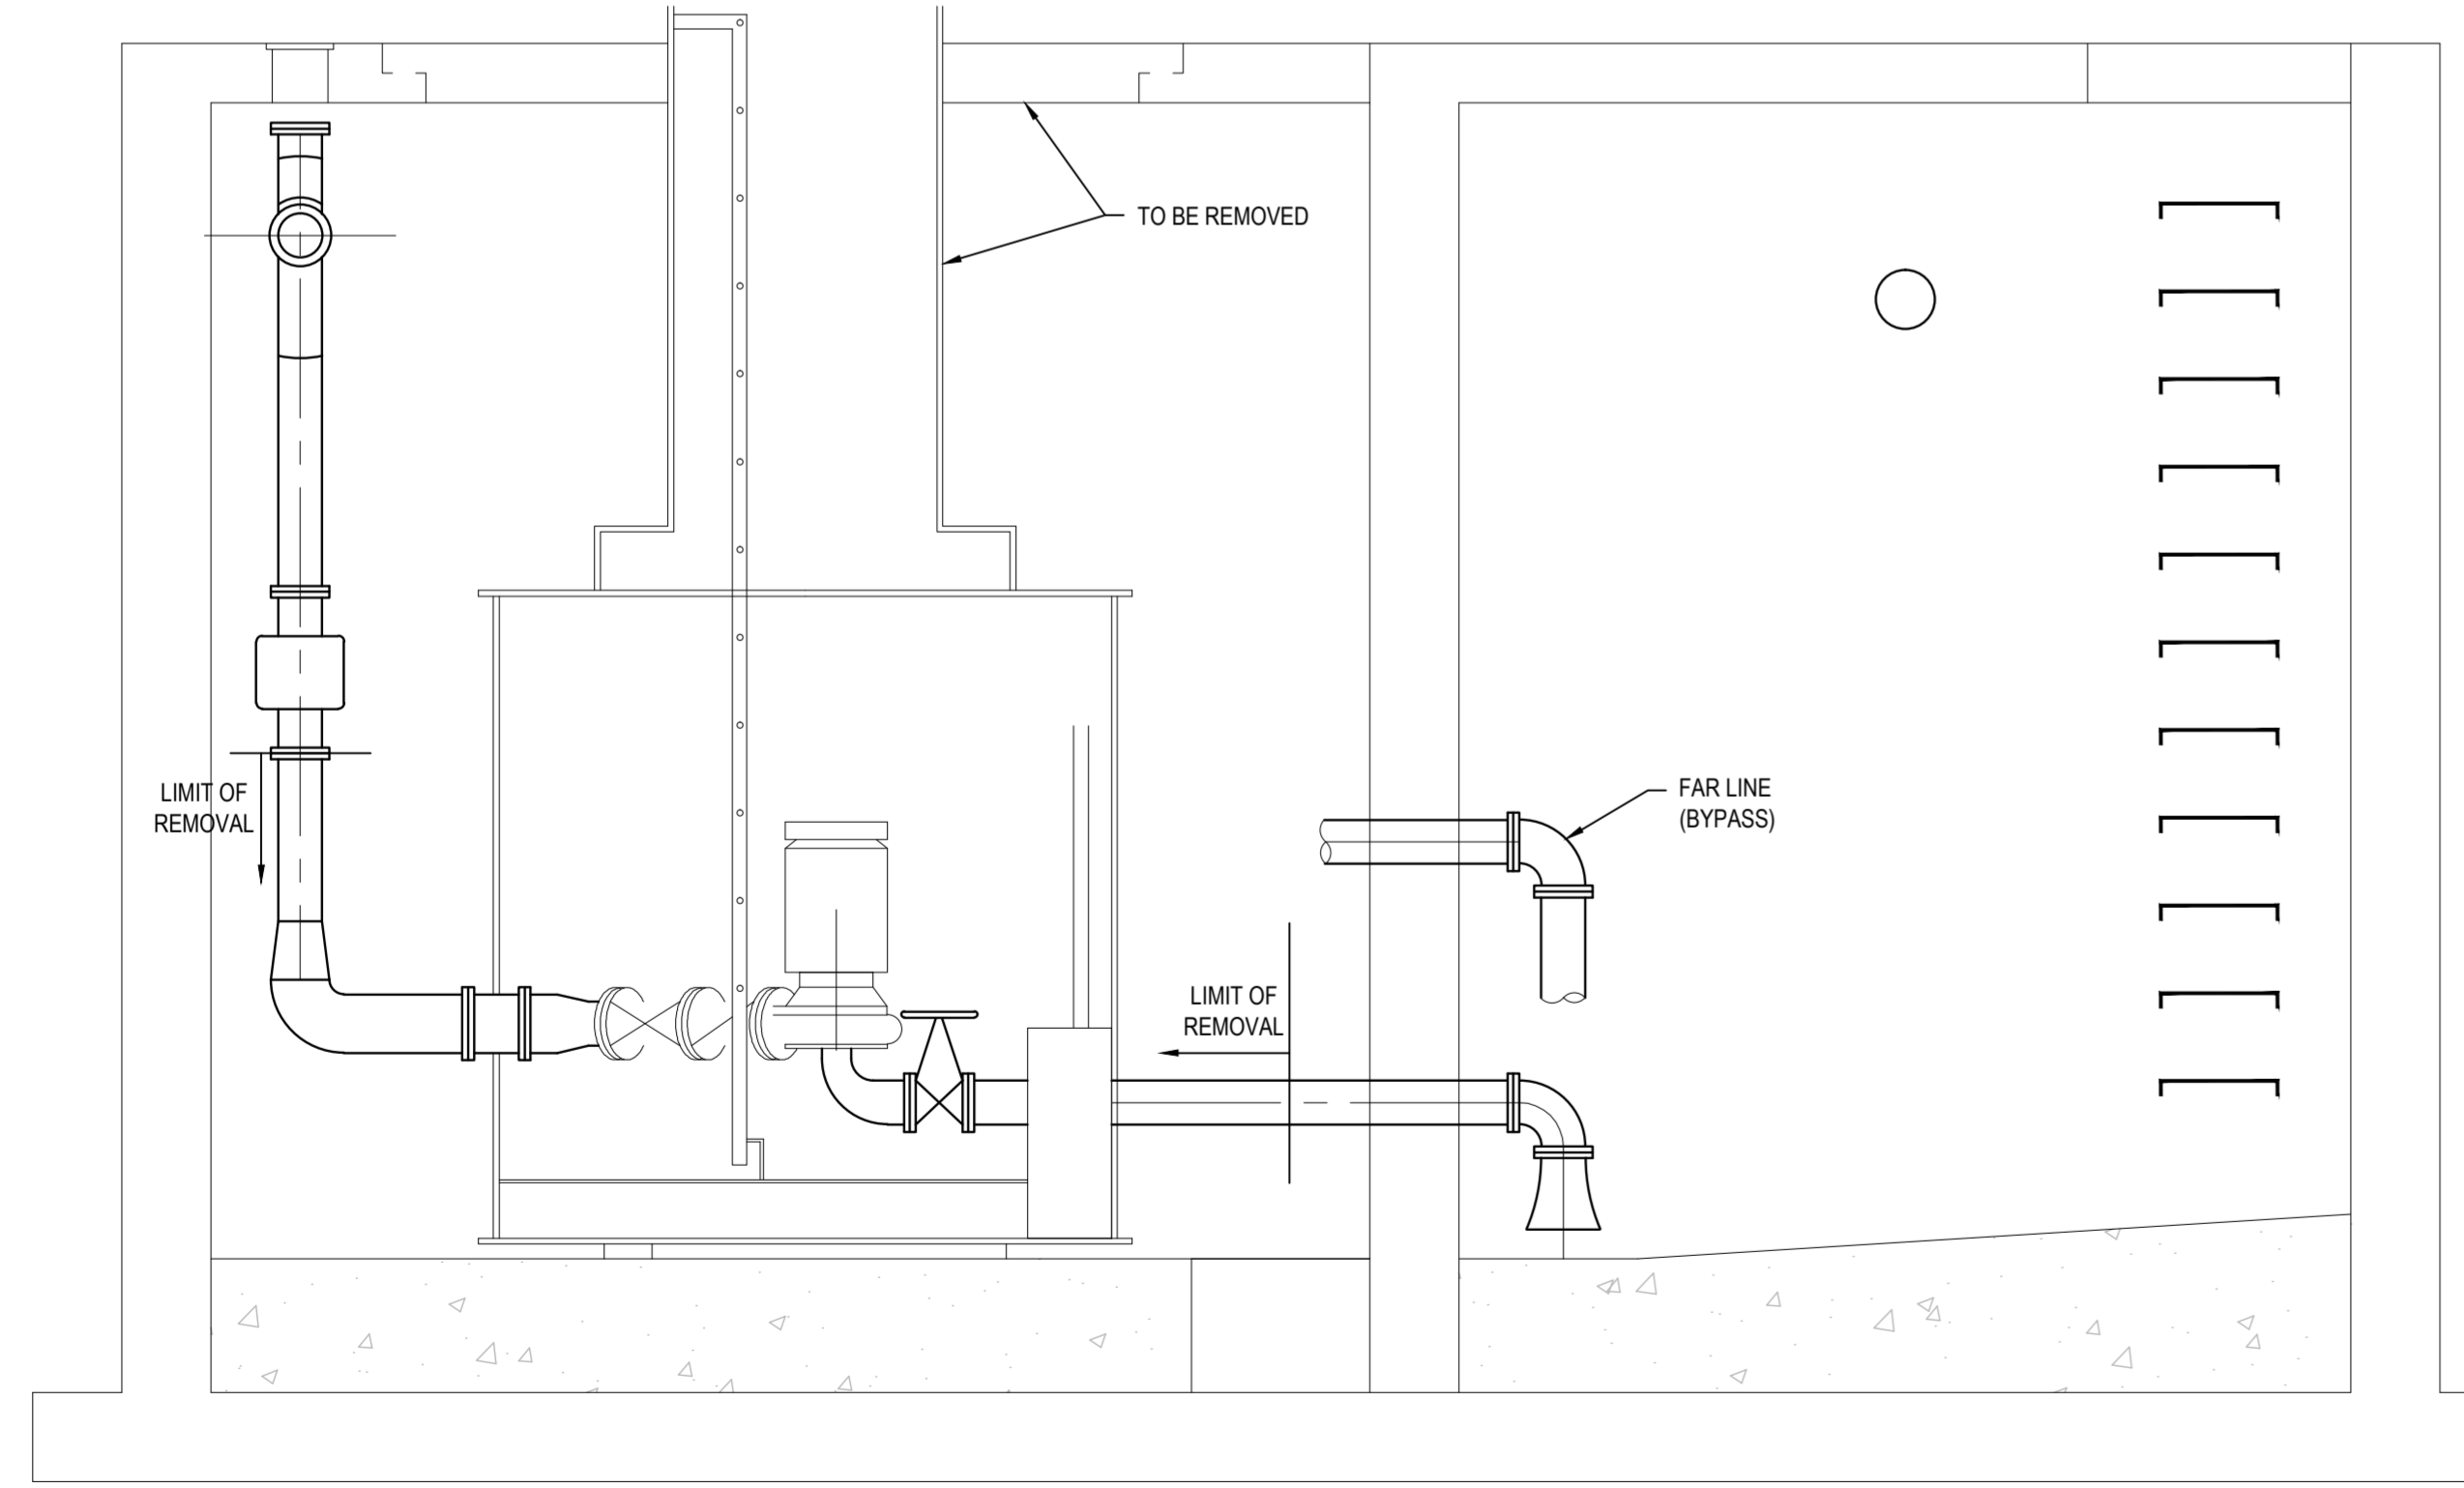 TO BE REMOVED
LIMIT OF
REMOVAL
FAR LINE
(BYPASS)
LIMIT OF
REMOVAL